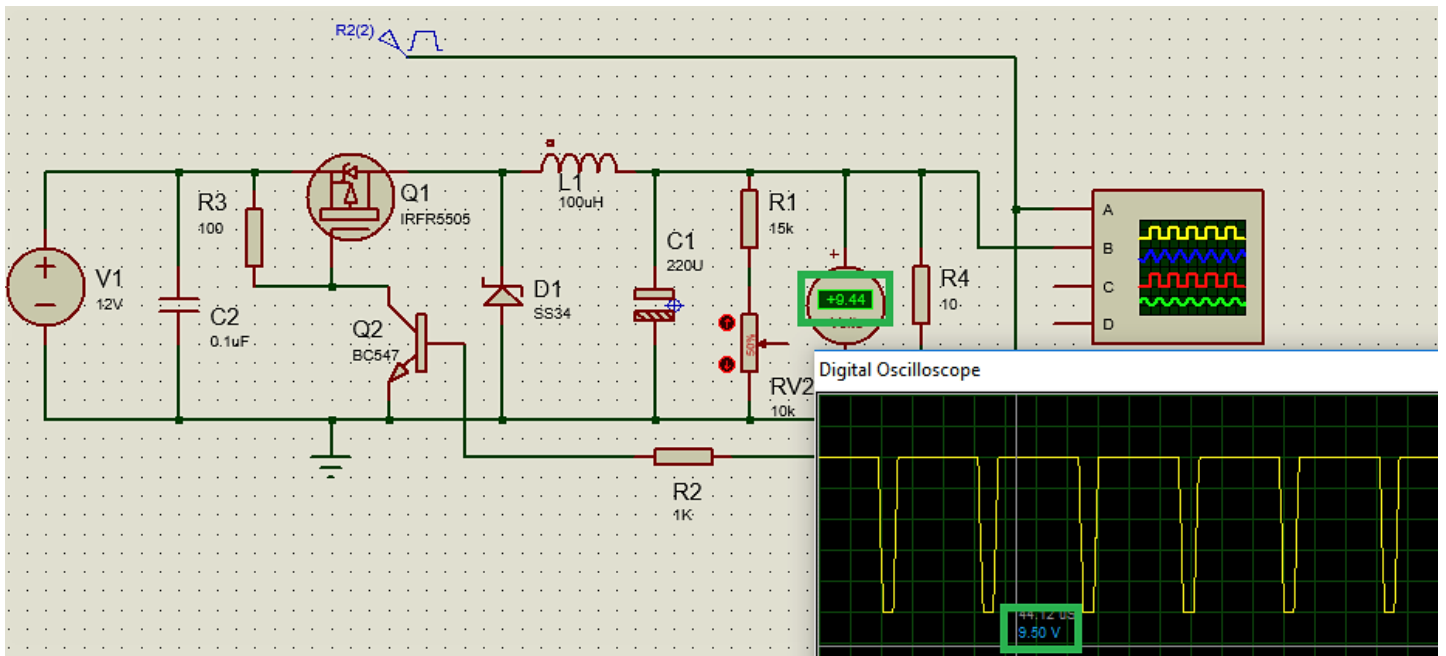 R2(2)
R3
100
Q1
IRFR5505
L1
100uH
R1
15k
C1
220U
A
B
C
D
V1
12V
C2
0.1uF
D1
SS34
+
+9.44
R4
10
Q2
BC547
50%
RV2
10k
Digital Oscilloscope
R2
1K
44.12 uS
9.50 V